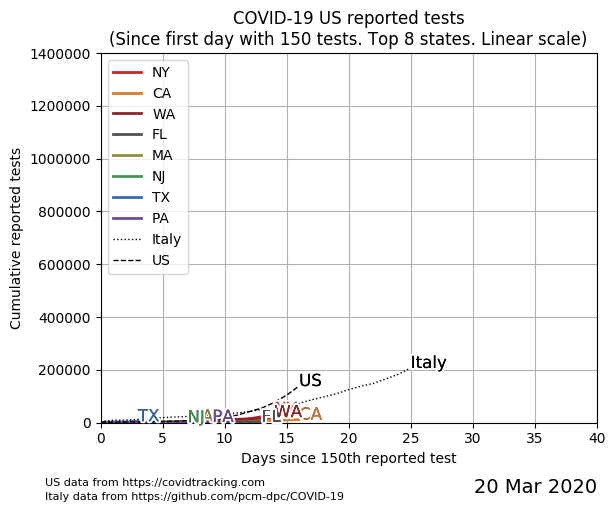 COVID-19 US reported tests
(Since first day with 150 tests. Top 8 states. Linear scale)
1400000
1200000
1000000
800000
600000
400000
200000
0
Cumulative reported tests
NY
CA
WA
FL
MA
NJ
TX
PA
Italy
US
Italy
US
TX
NJ
PA
FL
WA
CA
0 5 10 15 20 25 30 35 40
Days since 150th reported test
US data from https://covidtracking.com
Italy data from https://github.com/pcm-dpc/COVID-19
20 Mar 2020